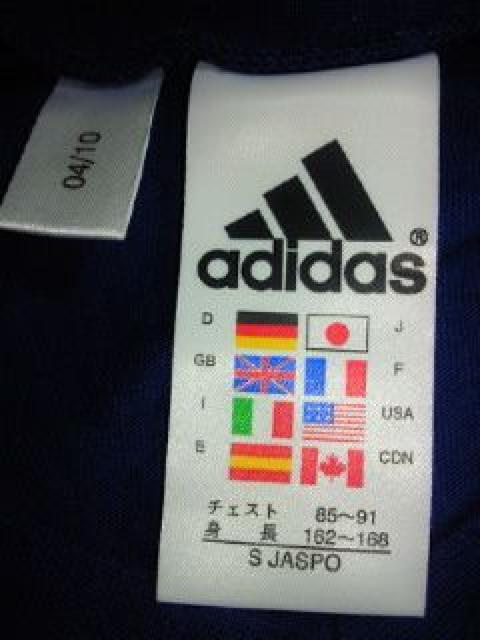 04/10
adidas®
D J
GB F
I USA
E CDN
チェスト 85〜91
身長 162〜168
S JASPO